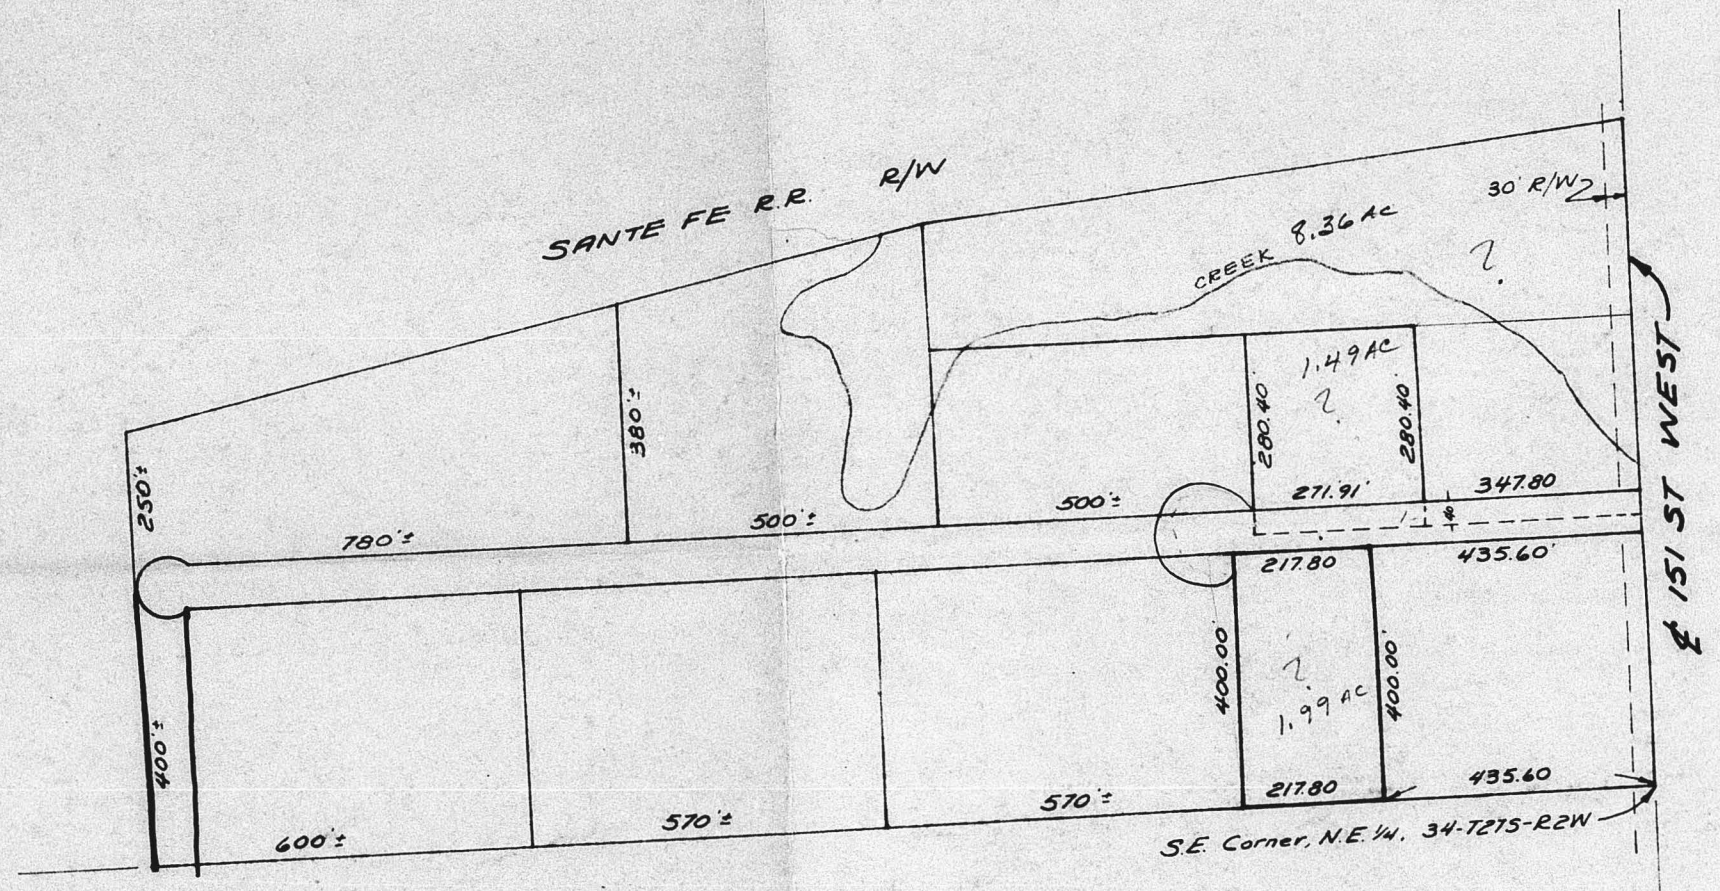 SANTE FE R.R. R/W
30' R/W
8.36 AC
?
CREEK
℄ 151 ST WEST
1.49 AC
?
380'±
280.40
280.40
250'±
780'±
500'±
500'±
271.91'
347.80
40
217.80
435.60'
400'±
400.00'
?
1.99 AC
400.00'
600'±
570'±
570'±
217.80
435.60
S.E. Corner, N.E. 1/4, 34-T27S-R2W